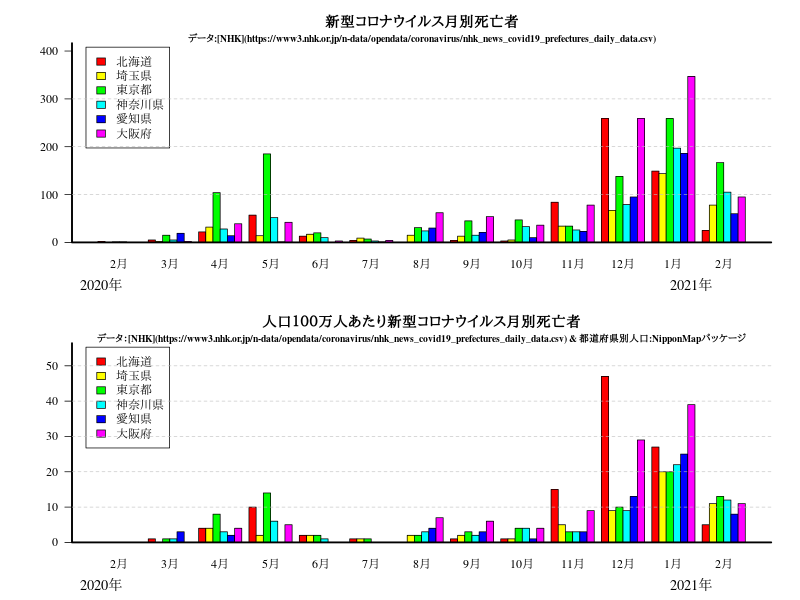 新型コロナウイルス月別死亡者
データ:[NHK](https://www3.nhk.or.jp/n-data/opendata/coronavirus/nhk_news_covid19_prefectures_daily_data.csv)
400
300
200
100
0
北海道
埼玉県
東京都
神奈川県
愛知県
大阪府
2月 3月 4月 5月 6月 7月 8月 9月 10月 11月 12月 1月 2月
2020年 2021年
人口100万人あたり新型コロナウイルス月別死亡者
データ:[NHK](https://www3.nhk.or.jp/n-data/opendata/coronavirus/nhk_news_covid19_prefectures_daily_data.csv) & 都道府県別人口:NipponMapパッケージ
50
40
30
20
10
0
北海道
埼玉県
東京都
神奈川県
愛知県
大阪府
2月 3月 4月 5月 6月 7月 8月 9月 10月 11月 12月 1月 2月
2020年 2021年